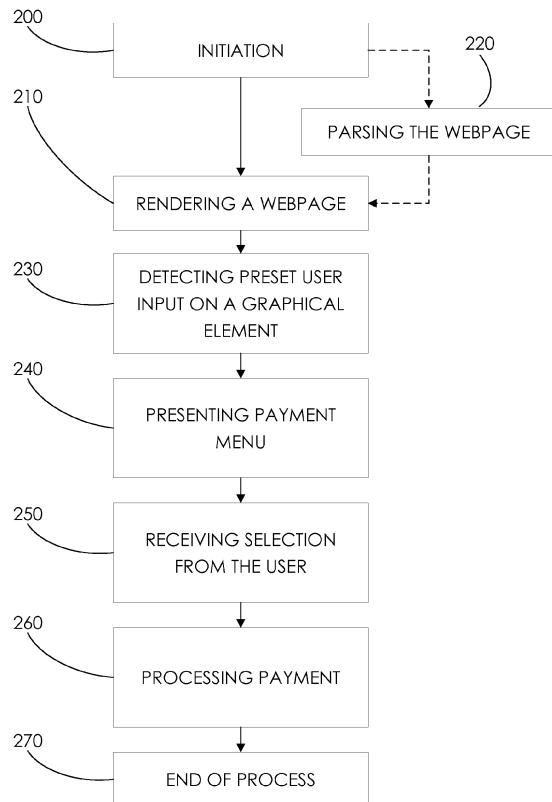 200
INITIATION
220
210
PARSING THE WEBPAGE
RENDERING A WEBPAGE
230
DETECTING PRESET USER
INPUT ON A GRAPHICAL
ELEMENT
240
PRESENTING PAYMENT
MENU
250
RECEIVING SELECTION
FROM THE USER
260
PROCESSING PAYMENT
270
END OF PROCESS